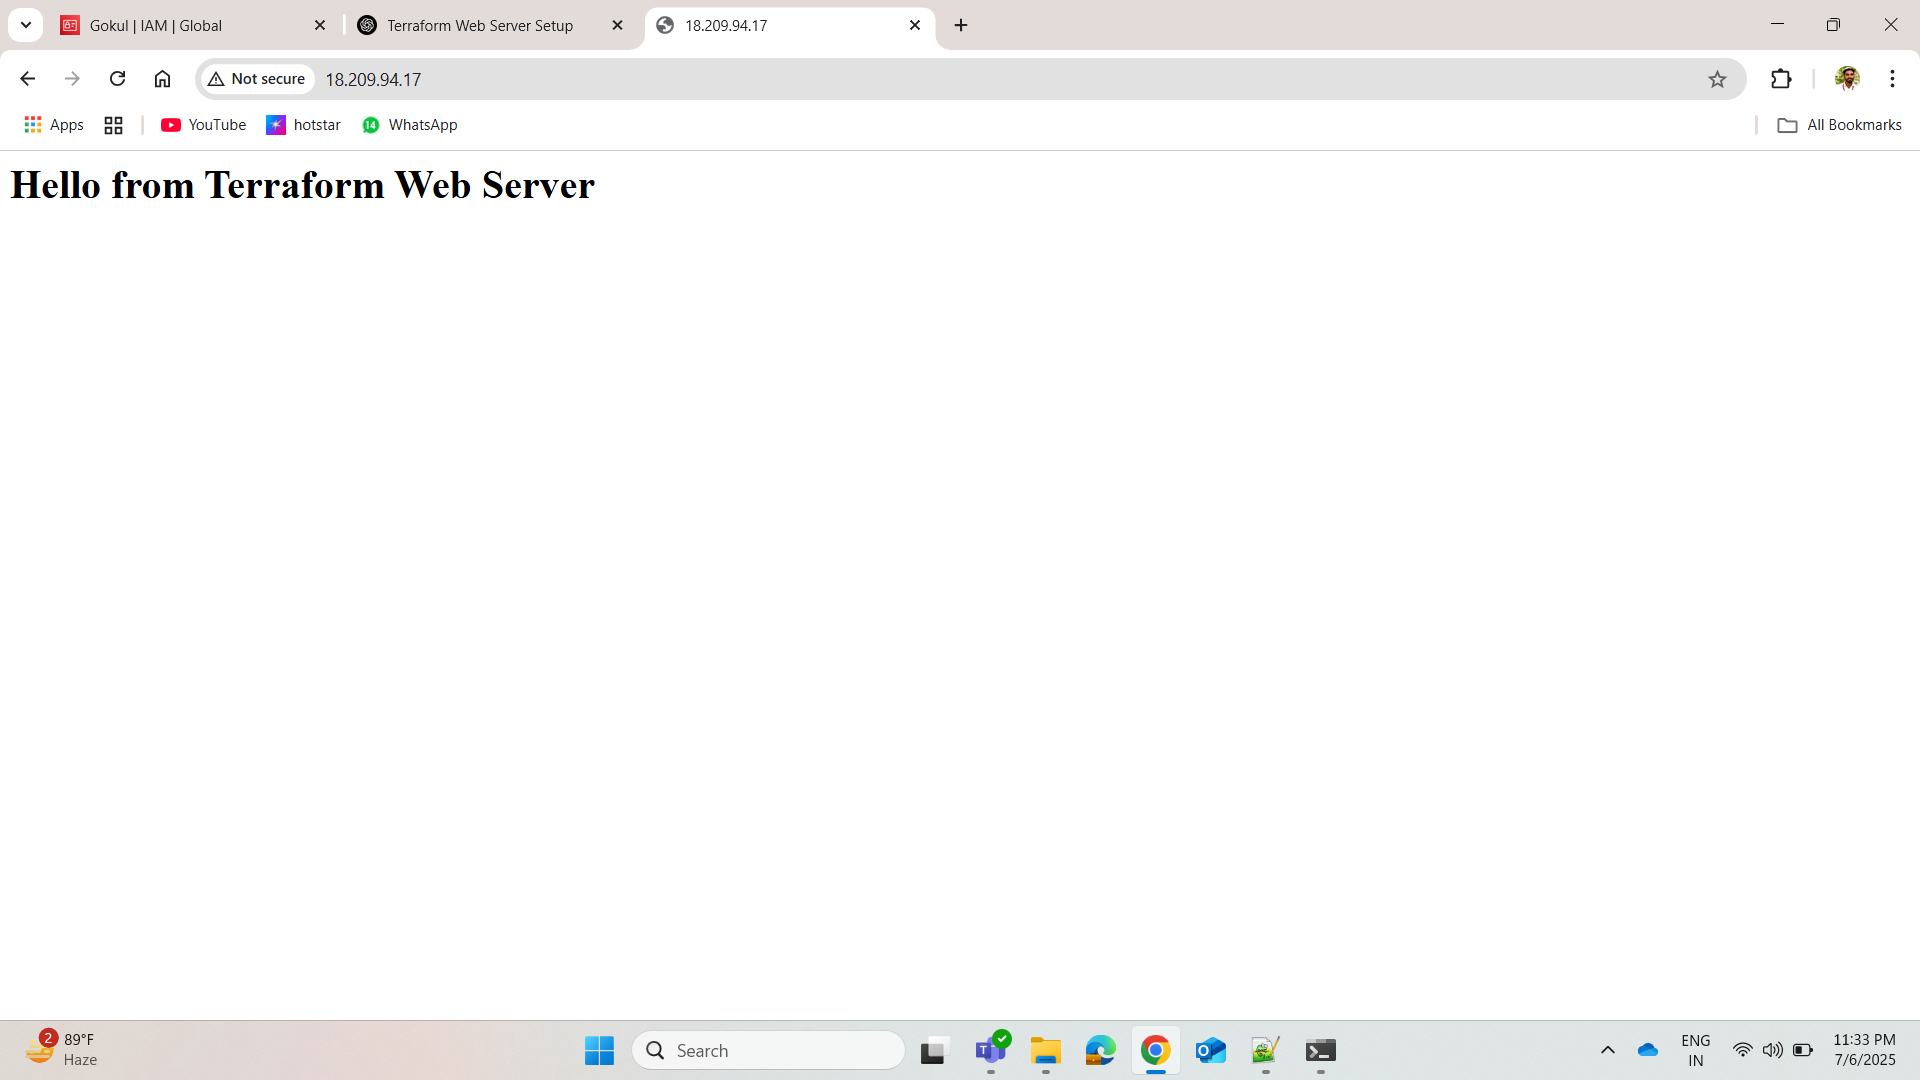 Gokul | IAM | Global
Terraform Web Server Setup
18.209.94.17
Not secure
18.209.94.17
Apps
YouTube
hotstar
14
WhatsApp
All Bookmarks
Hello from Terraform Web Server
2
89°F
Haze
Search
ENG
IN
11:33 PM
7/6/2025